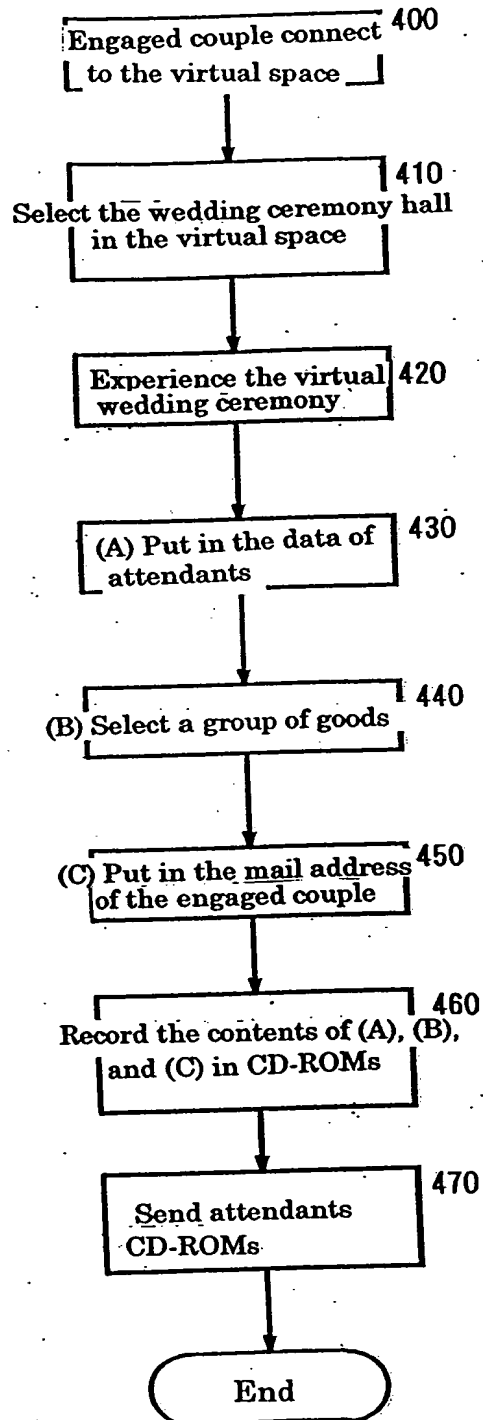 Engaged couple connect 400
to the virtual space
410
Select the wedding ceremony hall
in the virtual space
Experience the virtual 420
wedding ceremony
430
(A) Put in the data of
attendants
440
(B) Select a group of goods
450
(C) Put in the mail address
of the engaged couple
460
Record the contents of (A), (B),
and (C) in CD-ROMs
470
Send attendants
CD-ROMs
End